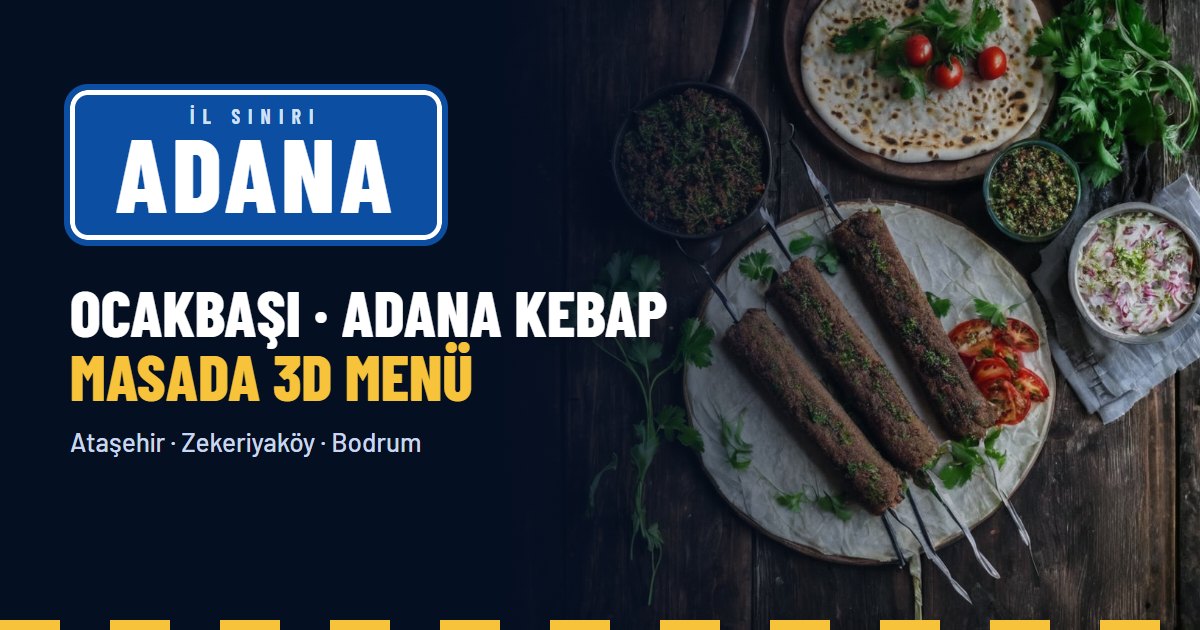 İL SINIRI
ADANA
OCAKBAŞI · ADANA KEBAP
MASADA 3D MENÜ
Ataşehir · Zekeriyaköy · Bodrum